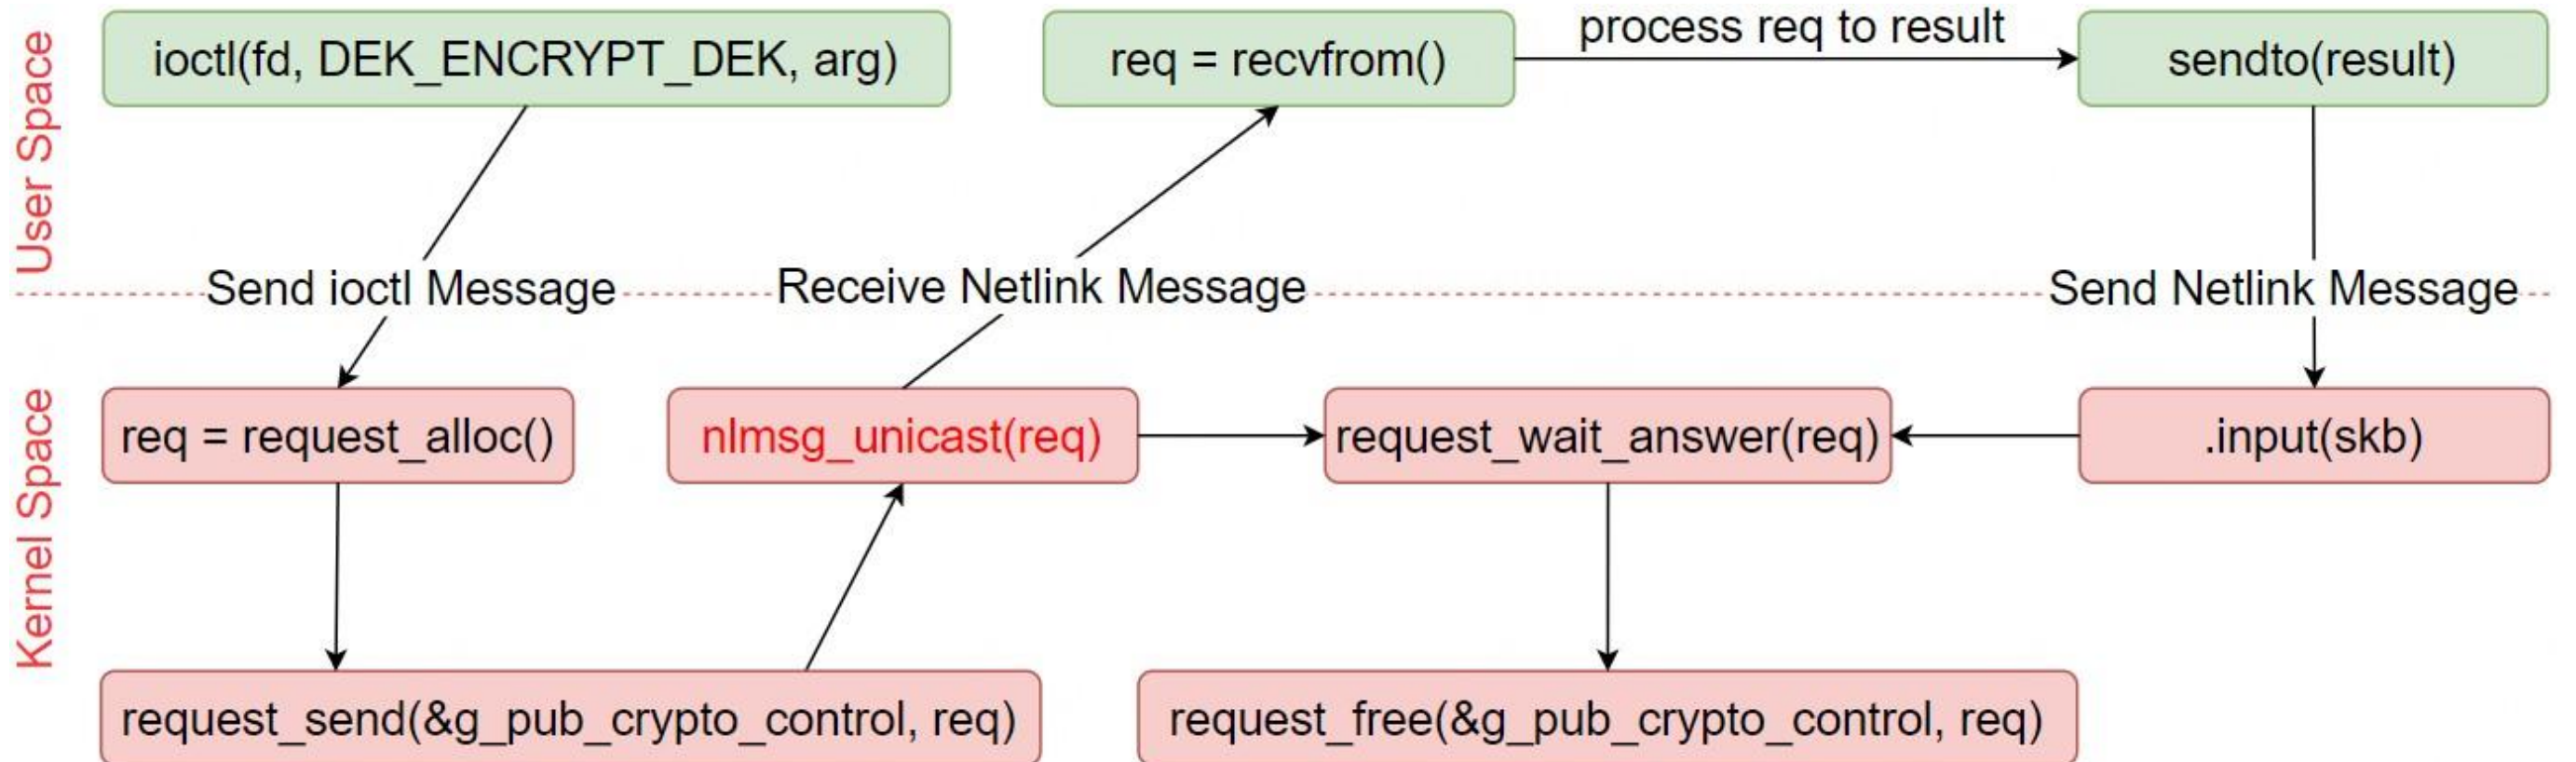 User Space
ioctl(fd, DEK_ENCRYPT_DEK, arg)
req = recvfrom()
process req to result
sendto(result)
Send ioctl Message
Receive Netlink Message
Send Netlink Message
Kernel Space
req = request_alloc()
nlmsg_unicast(req)
request_wait_answer(req)
.input(skb)
request_send(&g_pub_crypto_control, req)
request_free(&g_pub_crypto_control, req)